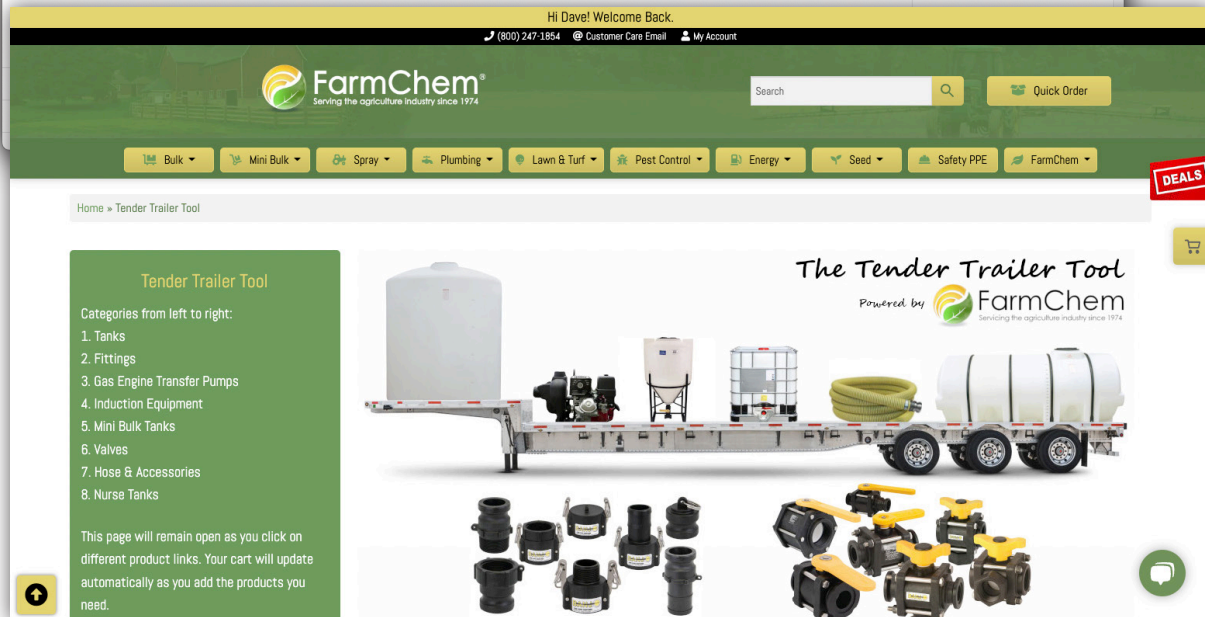 Hi Dave! Welcome Back.
(800) 247-1854 @ Customer Care Email My Account
FarmChem®
Serving the agriculture industry since 1974
Search
Quick Order
Bulk Mini Bulk Spray Plumbing Lawn & Turf Pest Control Energy Seed Safety PPE FarmChem
DEALS
Home » Tender Trailer Tool
Tender Trailer Tool
Categories from left to right:
1. Tanks
2. Fittings
3. Gas Engine Transfer Pumps
4. Induction Equipment
5. Mini Bulk Tanks
6. Valves
7. Hose & Accessories
8. Nurse Tanks
This page will remain open as you click on
different product links. Your cart will update
automatically as you add the products you
need.
The Tender Trailer Tool
Powered by FarmChem
Servicing the agriculture industry since 1974